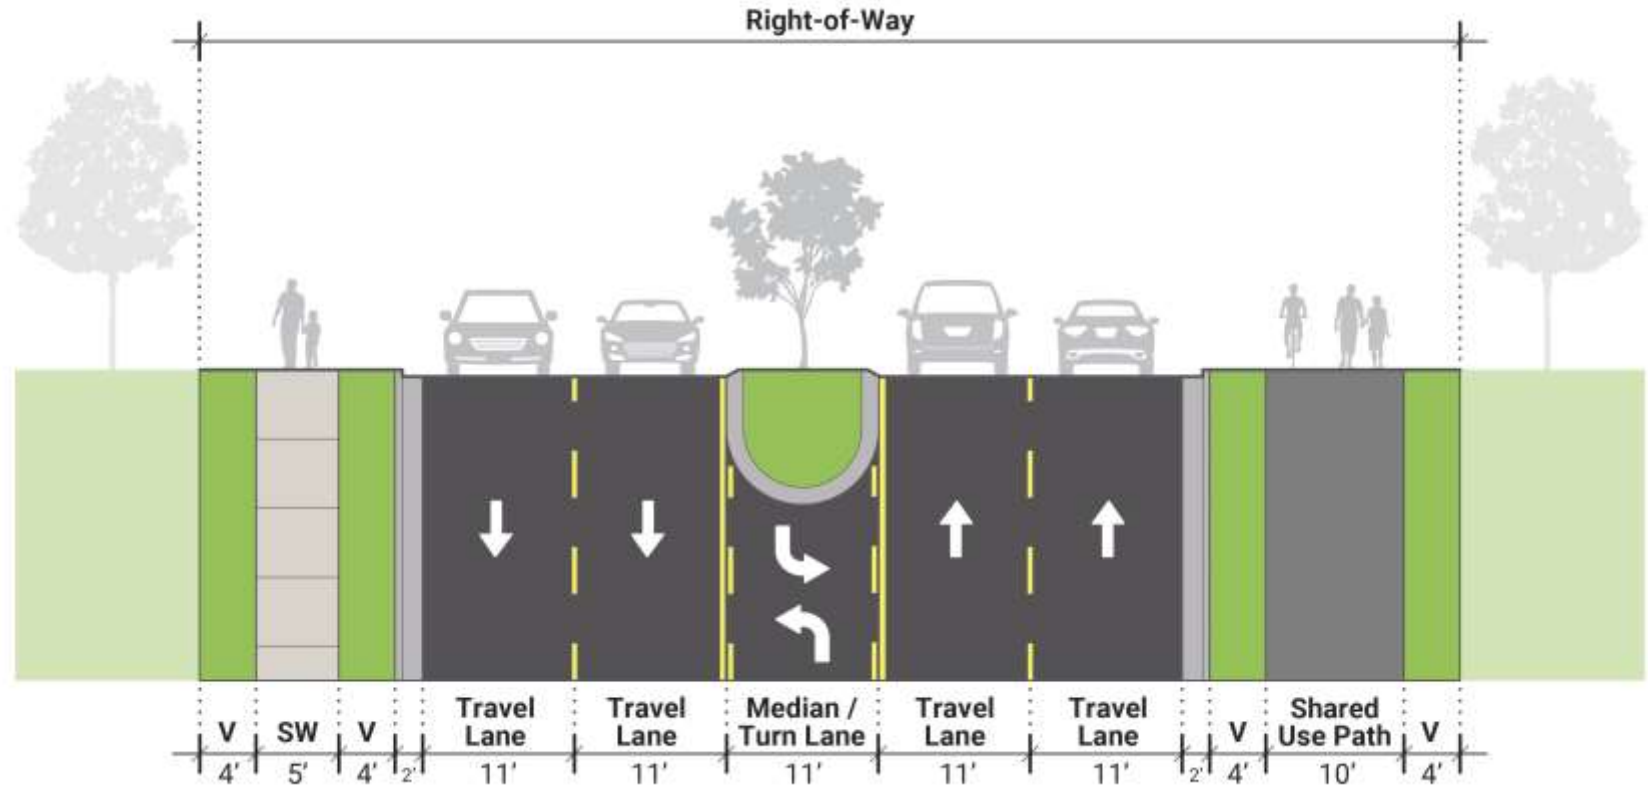 Right-of-Way
V
SW
V
Travel
Lane
Travel
Lane
Median /
Turn Lane
Travel
Lane
Travel
Lane
V
Shared
Use Path
V
4'
5'
4'
2'
11'
11'
11'
11'
11'
2'
4'
10'
4'